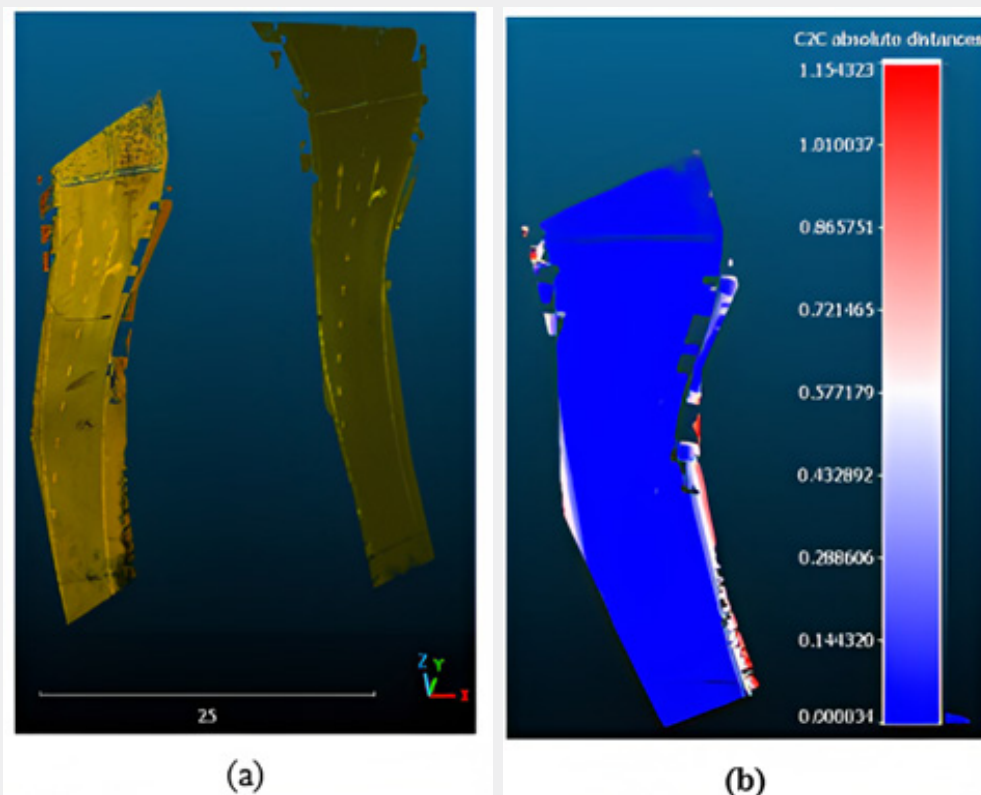 C2C absolute distances
1.154323
1.010037
0.865751
0.721465
0.577179
0.432892
0.288606
0.144320
0.000034
Z
Y
X
25
(a)
(b)